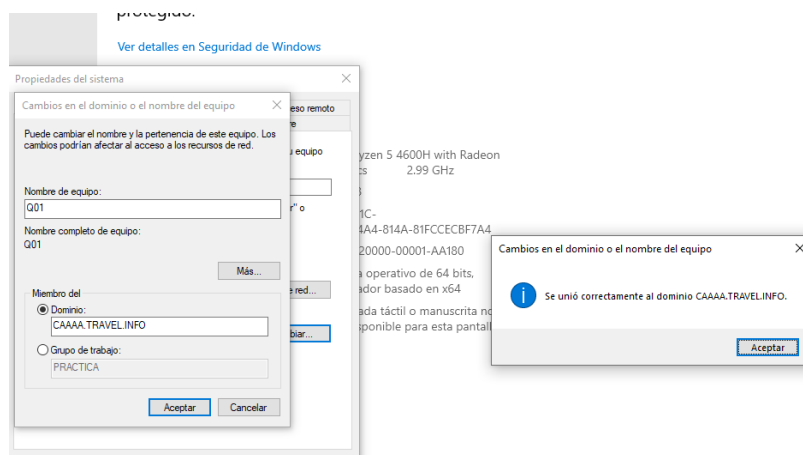 protegido.
Ver detalles en Seguridad de Windows
Propiedades del sistema
eso remoto
Cambios en el dominio o el nombre del equipo
Puede cambiar el nombre y la pertenencia de este equipo. Los
cambios podrían afectar al acceso a los recursos de red.
u equipo
Nombre de equipo:
Q01
r" o
Nombre completo de equipo:
Q01
Más...
e red...
Miembro del
Dominio:
CAAAA.TRAVEL.INFO
biar...
Grupo de trabajo:
PRACTICA
Aceptar
Cancelar
yzen 5 4600H with Radeon
cs 2.99 GHz
1C-
4A4-814A-81FCCECBF7A4
20000-00001-AA180
a operativo de 64 bits,
ador basado en x64
ada táctil o manuscrita no
sponible para esta pantall
Cambios en el dominio o el nombre del equipo
Se unió correctamente al dominio CAAAA.TRAVEL.INFO.
Aceptar